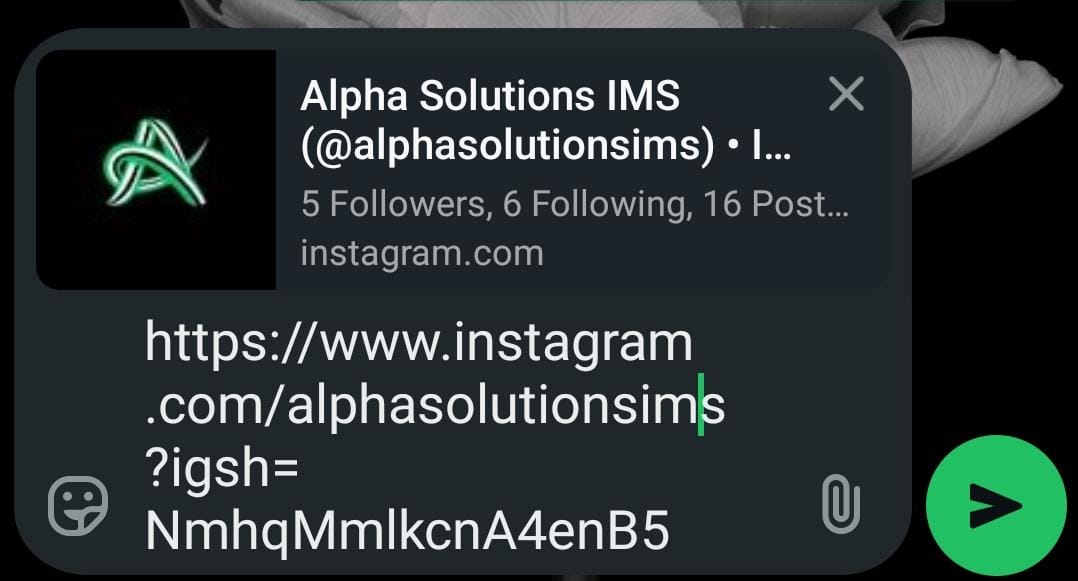 Alpha Solutions IMS
(@alphasolutionsims) • I...
5 Followers, 6 Following, 16 Post...
instagram.com
https://www.instagram
.com/alphasolutionsims
?igsh=
NmhqMmlkcnA4enB5